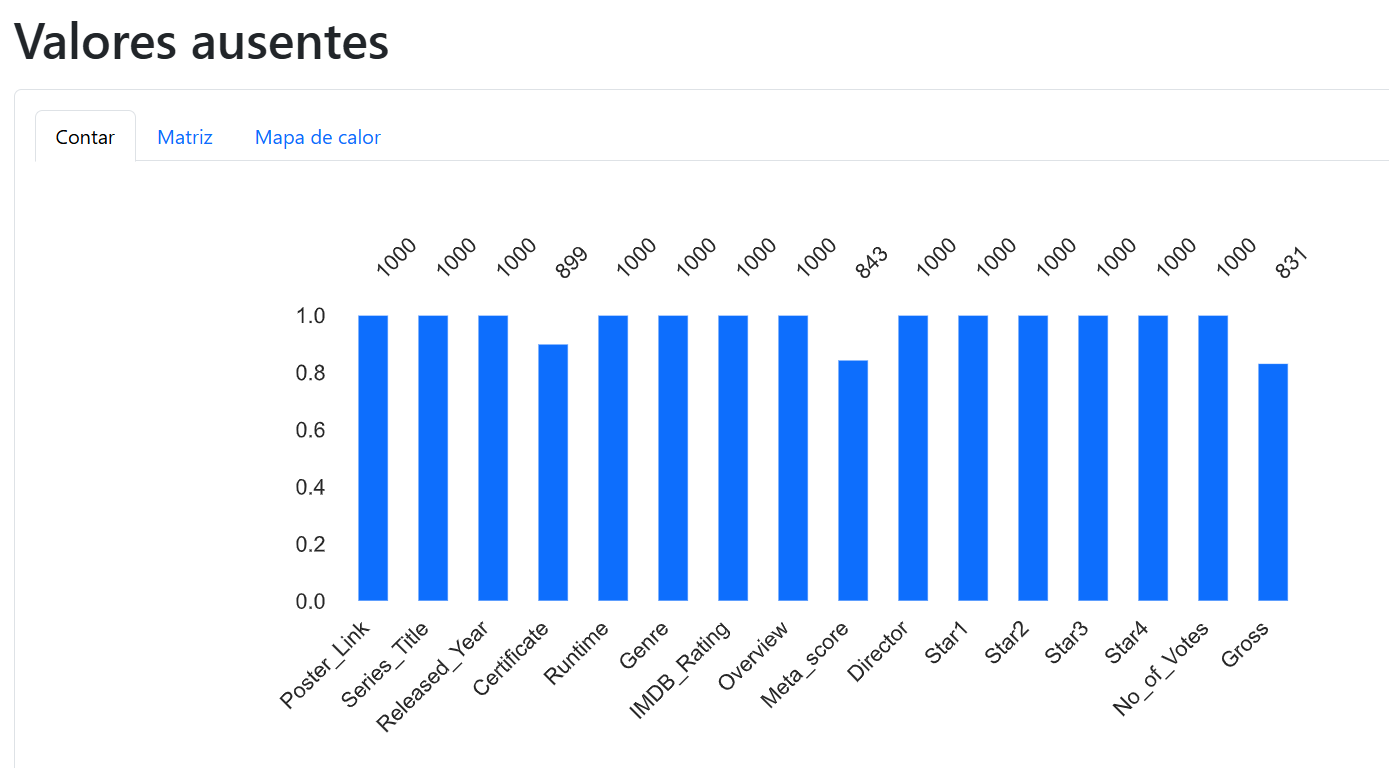 Valores ausentes
Contar Matriz Mapa de calor
1000 1000 1000 899 1000 1000 1000 1000 843 1000 1000 1000 1000 1000 1000 831
1.0
0.8
0.6
0.4
0.2
0.0
Poster_Link Series_Title Released_Year Certificate Runtime Genre IMDB_Rating Overview Meta_score Director Star1 Star2 Star3 Star4 No_of_Votes Gross